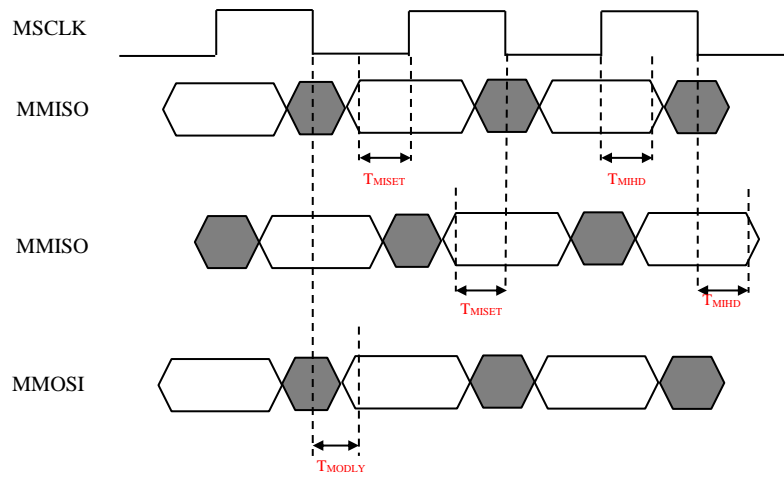 MSCLK
MMISO
TMISET
TMIHD
MMISO
TMISET
TMIHD
MMOSI
TMODLY